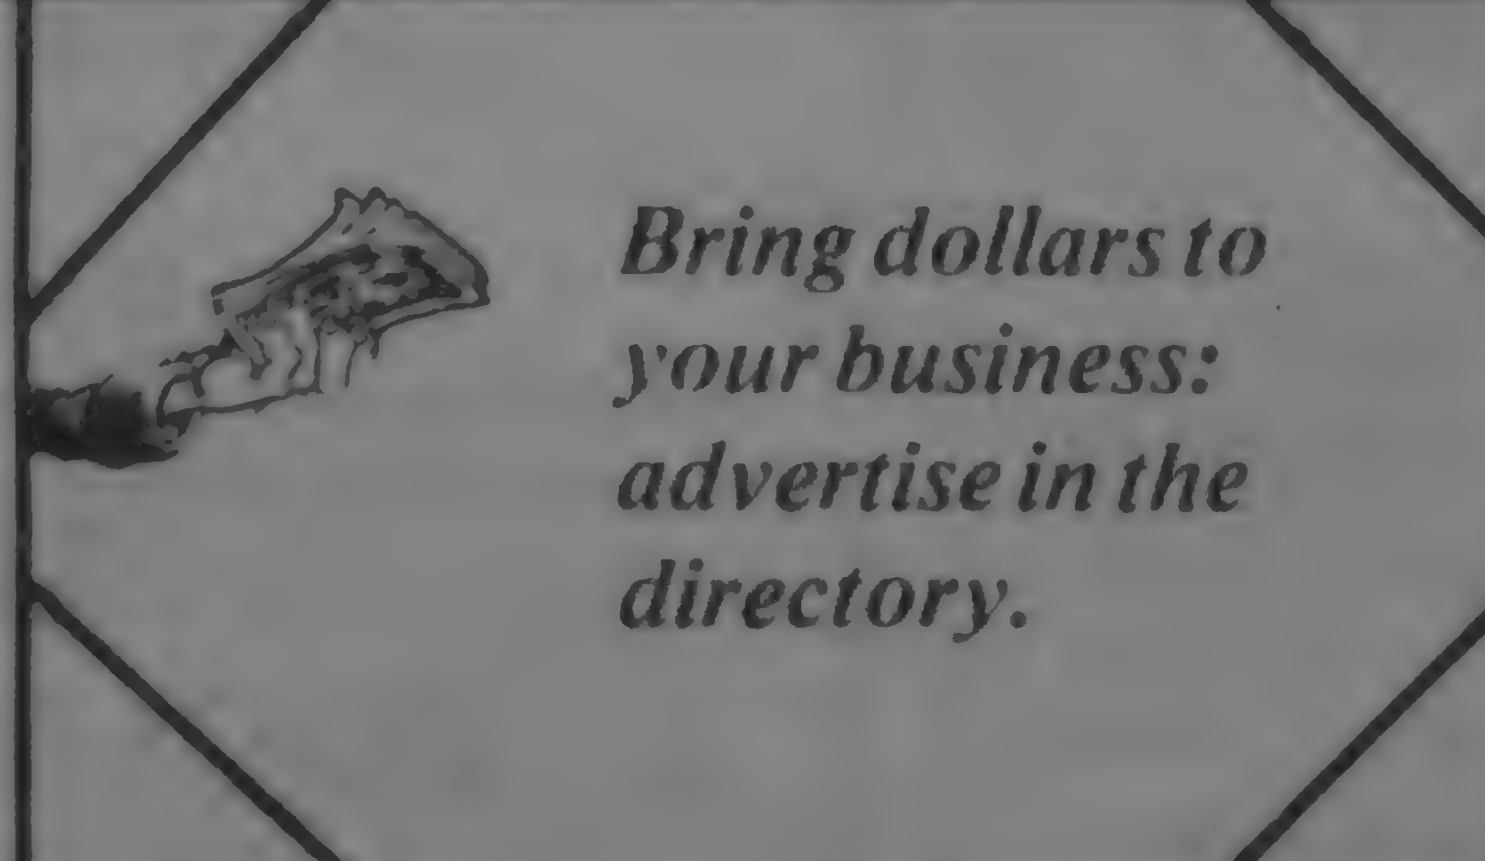 Bring dollars to
your business:
advertise in the
directory.